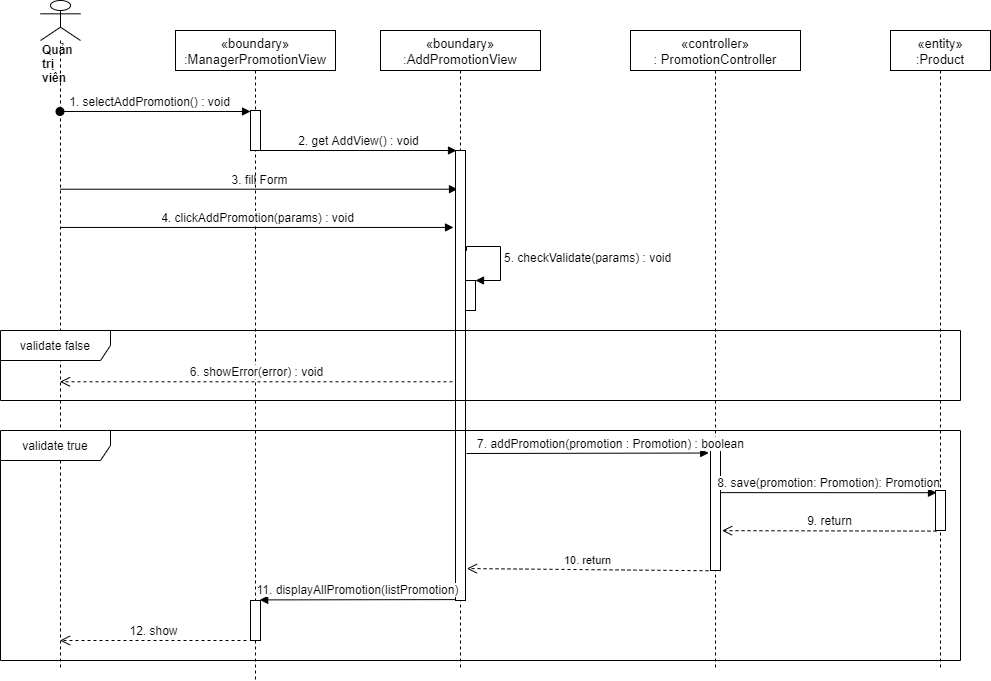 Quản
trị
viên
«boundary»
:ManagerPromotionView
«boundary»
:AddPromotionView
«controller»
: PromotionController
«entity»
:Product
1. selectAddPromotion() : void
2. get AddView() : void
3. fill Form
4. clickAddPromotion(params) : void
5. checkValidate(params) : void
validate false
6. showError(error) : void
validate true
7. addPromotion(promotion : Promotion) : boolean
8. save(promotion: Promotion): Promotion
9. return
10. return
11. displayAllPromotion(listPromotion)
12. show